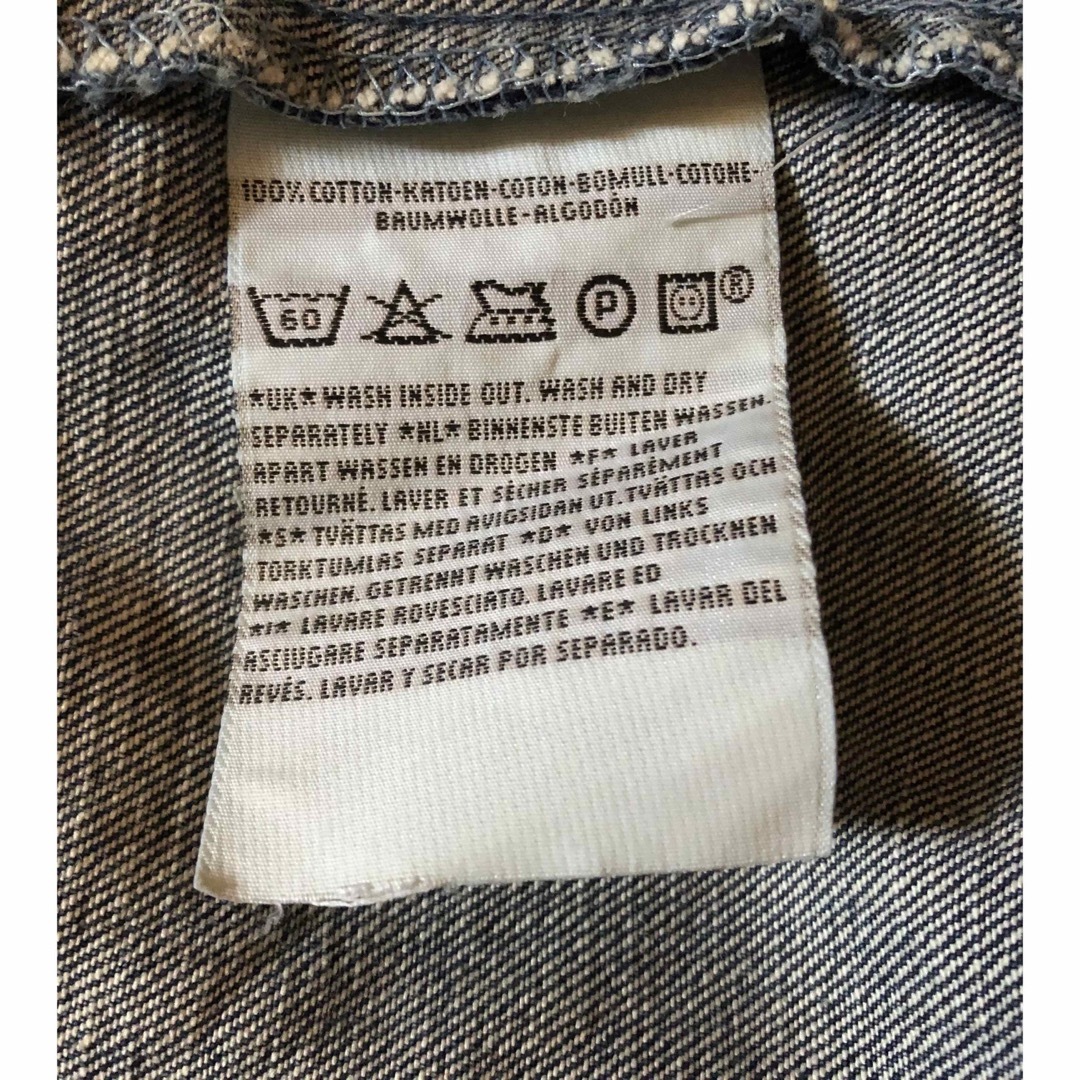 100% COTTON-KATOEN-COTON-BOMULL-COTONE-
BAUMWOLLE-ALGODÓN
60 P ®
*UK* WASH INSIDE OUT. WASH AND DRY
SEPARATELY *NL* BINNENSTE BUITEN WASSEN.
APART WASSEN EN DROGEN *F* LAVER
RETOURNÉ. LAVER ET SÉCHER SÉPARÉMENT
*S* TVÄTTAS MED AVIGSIDAN UT. TVÄTTAS OCH
TORKTUMLAS SEPARAT *D* VON LINKS
WASCHEN. GETRENNT WASCHEN UND TROCKNEN
*I* LAVARE ROVESCIATO. LAVARE ED
ASCIUGARE SEPARATAMENTE *E* LAVAR DEL
REVÉS. LAVAR Y SECAR POR SEPARADO.